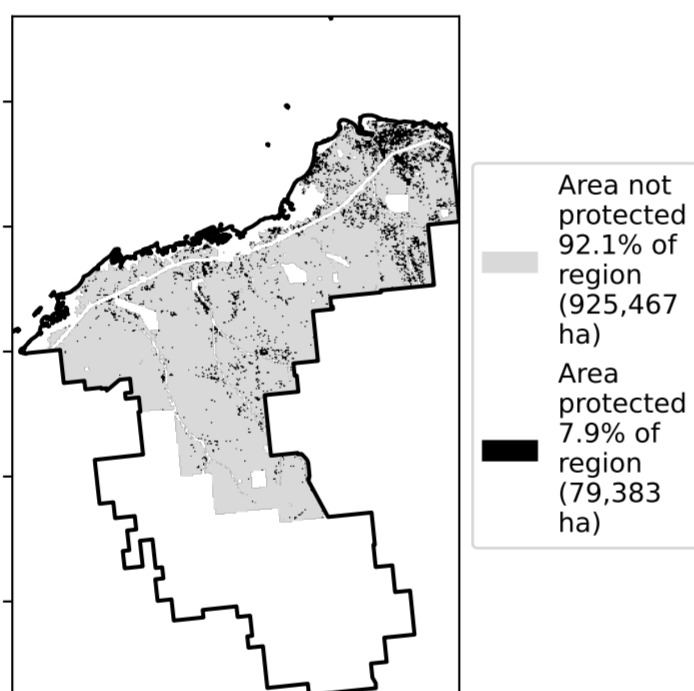 Area not
protected
92.1% of
region
(925,467
ha)
Area
protected
7.9% of
region
(79,383
ha)